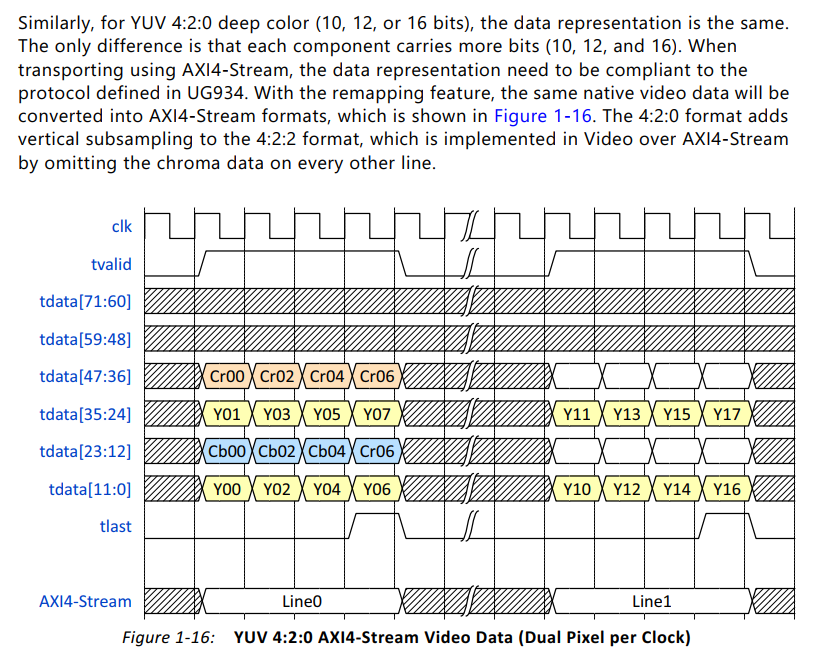 Similarly, for YUV 4:2:0 deep color (10, 12, or 16 bits), the data representation is the same.
The only difference is that each component carries more bits (10, 12, and 16). When
transporting using AXI4-Stream, the data representation need to be compliant to the
protocol defined in UG934. With the remapping feature, the same native video data will be
converted into AXI4-Stream formats, which is shown in Figure 1-16. The 4:2:0 format adds
vertical subsampling to the 4:2:2 format, which is implemented in Video over AXI4-Stream
by omitting the chroma data on every other line.
clk
tvalid
tdata[71:60]
tdata[59:48]
tdata[47:36] Cr00 Cr02 Cr04 Cr06
tdata[35:24] Y01 Y03 Y05 Y07 Y11 Y13 Y15 Y17
tdata[23:12] Cb00 Cb02 Cb04 Cr06
tdata[11:0] Y00 Y02 Y04 Y06 Y10 Y12 Y14 Y16
tlast
AXI4-Stream Line0 Line1
Figure 1-16: YUV 4:2:0 AXI4-Stream Video Data (Dual Pixel per Clock)